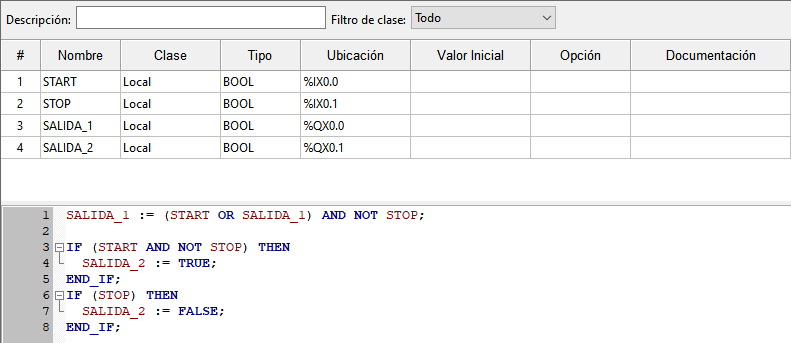 Descripción: Filtro de clase: Todo
# Nombre Clase Tipo Ubicación Valor Inicial Opción Documentación
1 START Local BOOL %IX0.0
2 STOP Local BOOL %IX0.1
3 SALIDA_1 Local BOOL %QX0.0
4 SALIDA_2 Local BOOL %QX0.1
1 SALIDA_1 := (START OR SALIDA_1) AND NOT STOP;
2
3 IF (START AND NOT STOP) THEN
4 SALIDA_2 := TRUE;
5 END_IF;
6 IF (STOP) THEN
7 SALIDA_2 := FALSE;
8 END_IF;